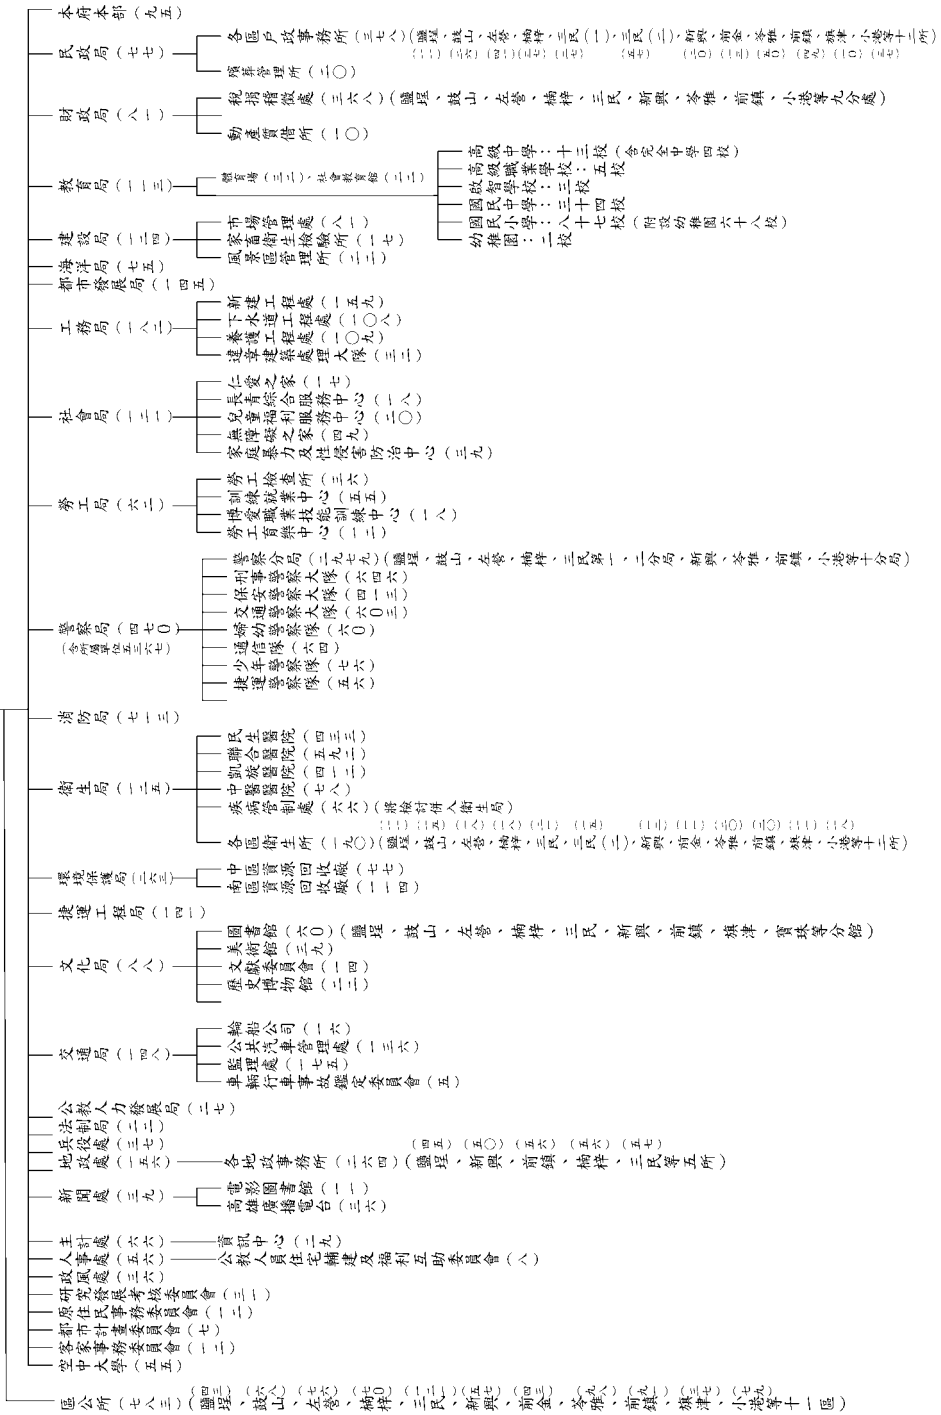 本府本部(九五)
民政局(七七)
各區戶政事務所(三七八)(鹽埕、鼓山、左營、楠梓、三民(一)、三民(二)、新興、前金、苓雅、前鎮、旗津、小港等十二所)
殯葬管理所(二〇)
財政局(八一)
稅捐稽徵處(三六八)(鹽埕、鼓山、左營、楠梓、三民、新興、苓雅、前鎮、小港等九分處)
動產質借所(一〇)
教育局(一一三)
體育場(三二)、社會教育館(二二)
高級中學:十三校(含完全中學四校)
高級職業學校:五校
啟智學校:三校
國民中學:三十四校
國民小學:八十七校(附設幼稚園六十八校)
幼稚園:二校
建設局(一二四)
市場管理處(八一)
家畜衛生檢驗所(一七)
風景區管理所(二二)
海洋局(七五)
都市發展局(一四五)
工務局(一八二)
新建工程處(一五九)
下水道工程處(一〇八)
養護工程處(一〇九)
違章建築處理大隊(三二)
社會局(一二一)
仁愛之家(一七)
長青綜合服務中心(一八)
兒童福利服務中心(二〇)
無障礙之家(四九)
家庭暴力及性侵害防治中心(三九)
勞工局(六二)
勞工檢查所(三六)
訓練就業中心(五五)
博愛職業技能訓練中心(一八)
勞工育樂中心(一二)
警察局(四七0)
(含所屬單位五三六七)
警察分局(二九七九)(鹽埕、鼓山、左營、楠梓、三民第一、二分局、新興、苓雅、前鎮、小港等十分局)
刑事警察大隊(六四六)
保安警察大隊(四一三)
交通警察大隊(六0三)
婦幼警察隊(六0)
通信隊(六四)
少年警察隊(七六)
捷運警察隊(五六)
消防局(七一三)
衛生局(一二五)
民生醫院(四三三)
聯合醫院(五九二)
凱旋醫院(四一二)
中醫醫院(七八)
疾病管制處(六六)(將檢討併入衛生局)
各區衛生所(一九〇)(鹽埕、鼓山、左營、楠梓、三民、三民(二)、新興、前金、苓雅、前鎮、旗津、小港等十二所)
環境保護局(二六三)
中區資源回收廠(七七)
南區資源回收廠(一一四)
捷運工程局(一四一)
文化局(八八)
圖書館(六0)(鹽埕、鼓山、左營、楠梓、三民、新興、前鎮、旗津、寶珠等分館)
美術館(三九)
文獻委員會(一四)
歷史博物館(二二)
交通局(一四八)
輪船公司(一六)
公共汽車管理處(一三六)
監理處(一七五)
車輛行車事故鑑定委員會(五)
公教人力發展局(二七)
法制局(二二)
兵役處(三七)
地政處(一五六)
(四五)(五〇)(五六)(五六)(五七)
各地政事務所(二六四)(鹽埕、新興、前鎮、楠梓、三民等五所)
新聞處(三九)
電影圖書館(一一)
高雄廣播電台(三六)
主計處(六六)
資訊中心(二九)
人事處(五六)
公教人員住宅輔建及福利互助委員會(八)
政風處(三六)
研究發展考核委員會(三一)
原住民事務委員會(一二)
都市計畫委員會(七)
客家事務委員會(一二)
空中大學(五五)
區公所(七八三)(鹽埕、鼓山、左營、楠梓、三民、新興、前金、苓雅、前鎮、旗津、小港等十一區)